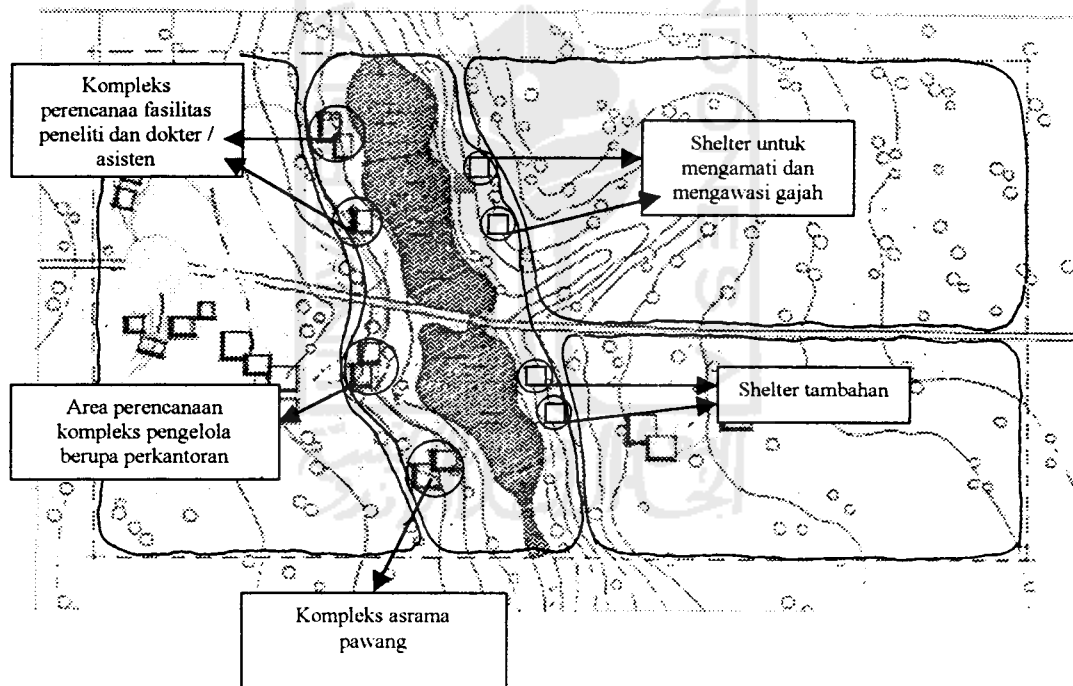 Kompleks
perencanaa fasilitas
peneliti dan dokter /
asisten
Shelter untuk
mengamati dan
mengawasi gajah
Area perencanaan
kompleks pengelola
berupa perkantoran
Shelter tambahan
Kompleks asrama
pawang